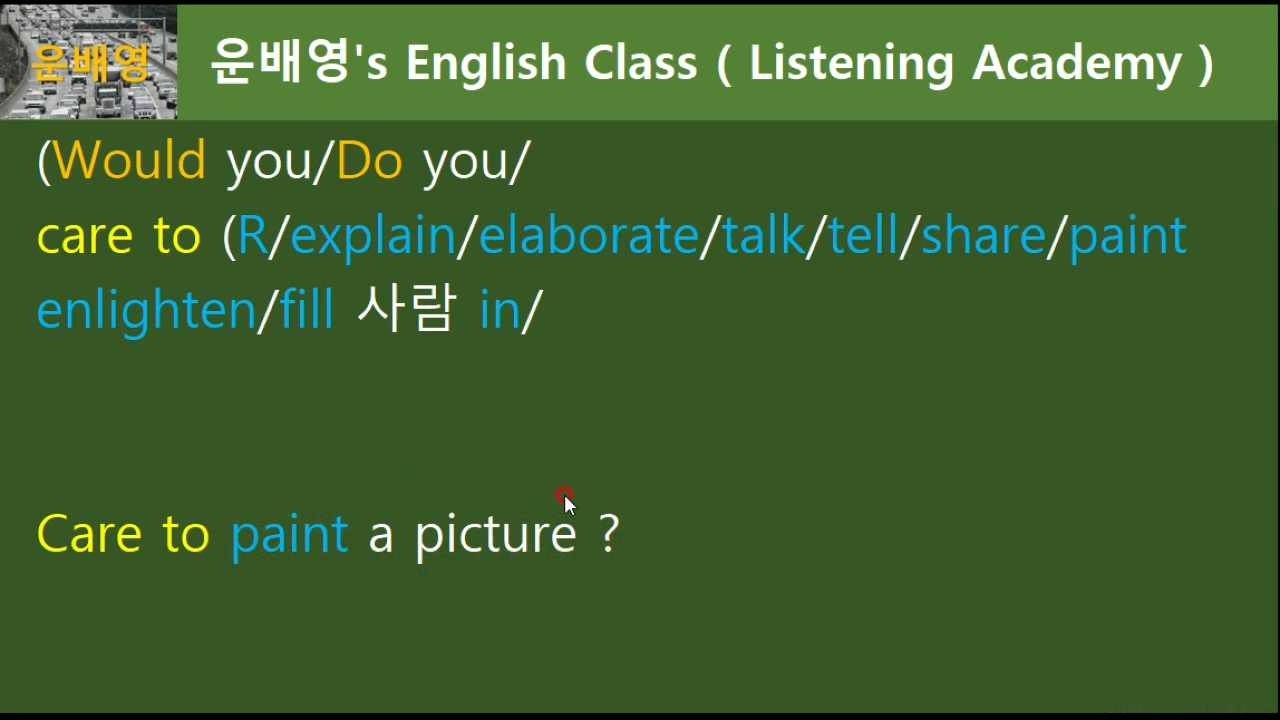 운배영
운배영's English Class ( Listening Academy )
(Would you/Do you/
care to (R/explain/elaborate/talk/tell/share/paint
enlighten/fill 사람 in/
Care to paint a picture ?